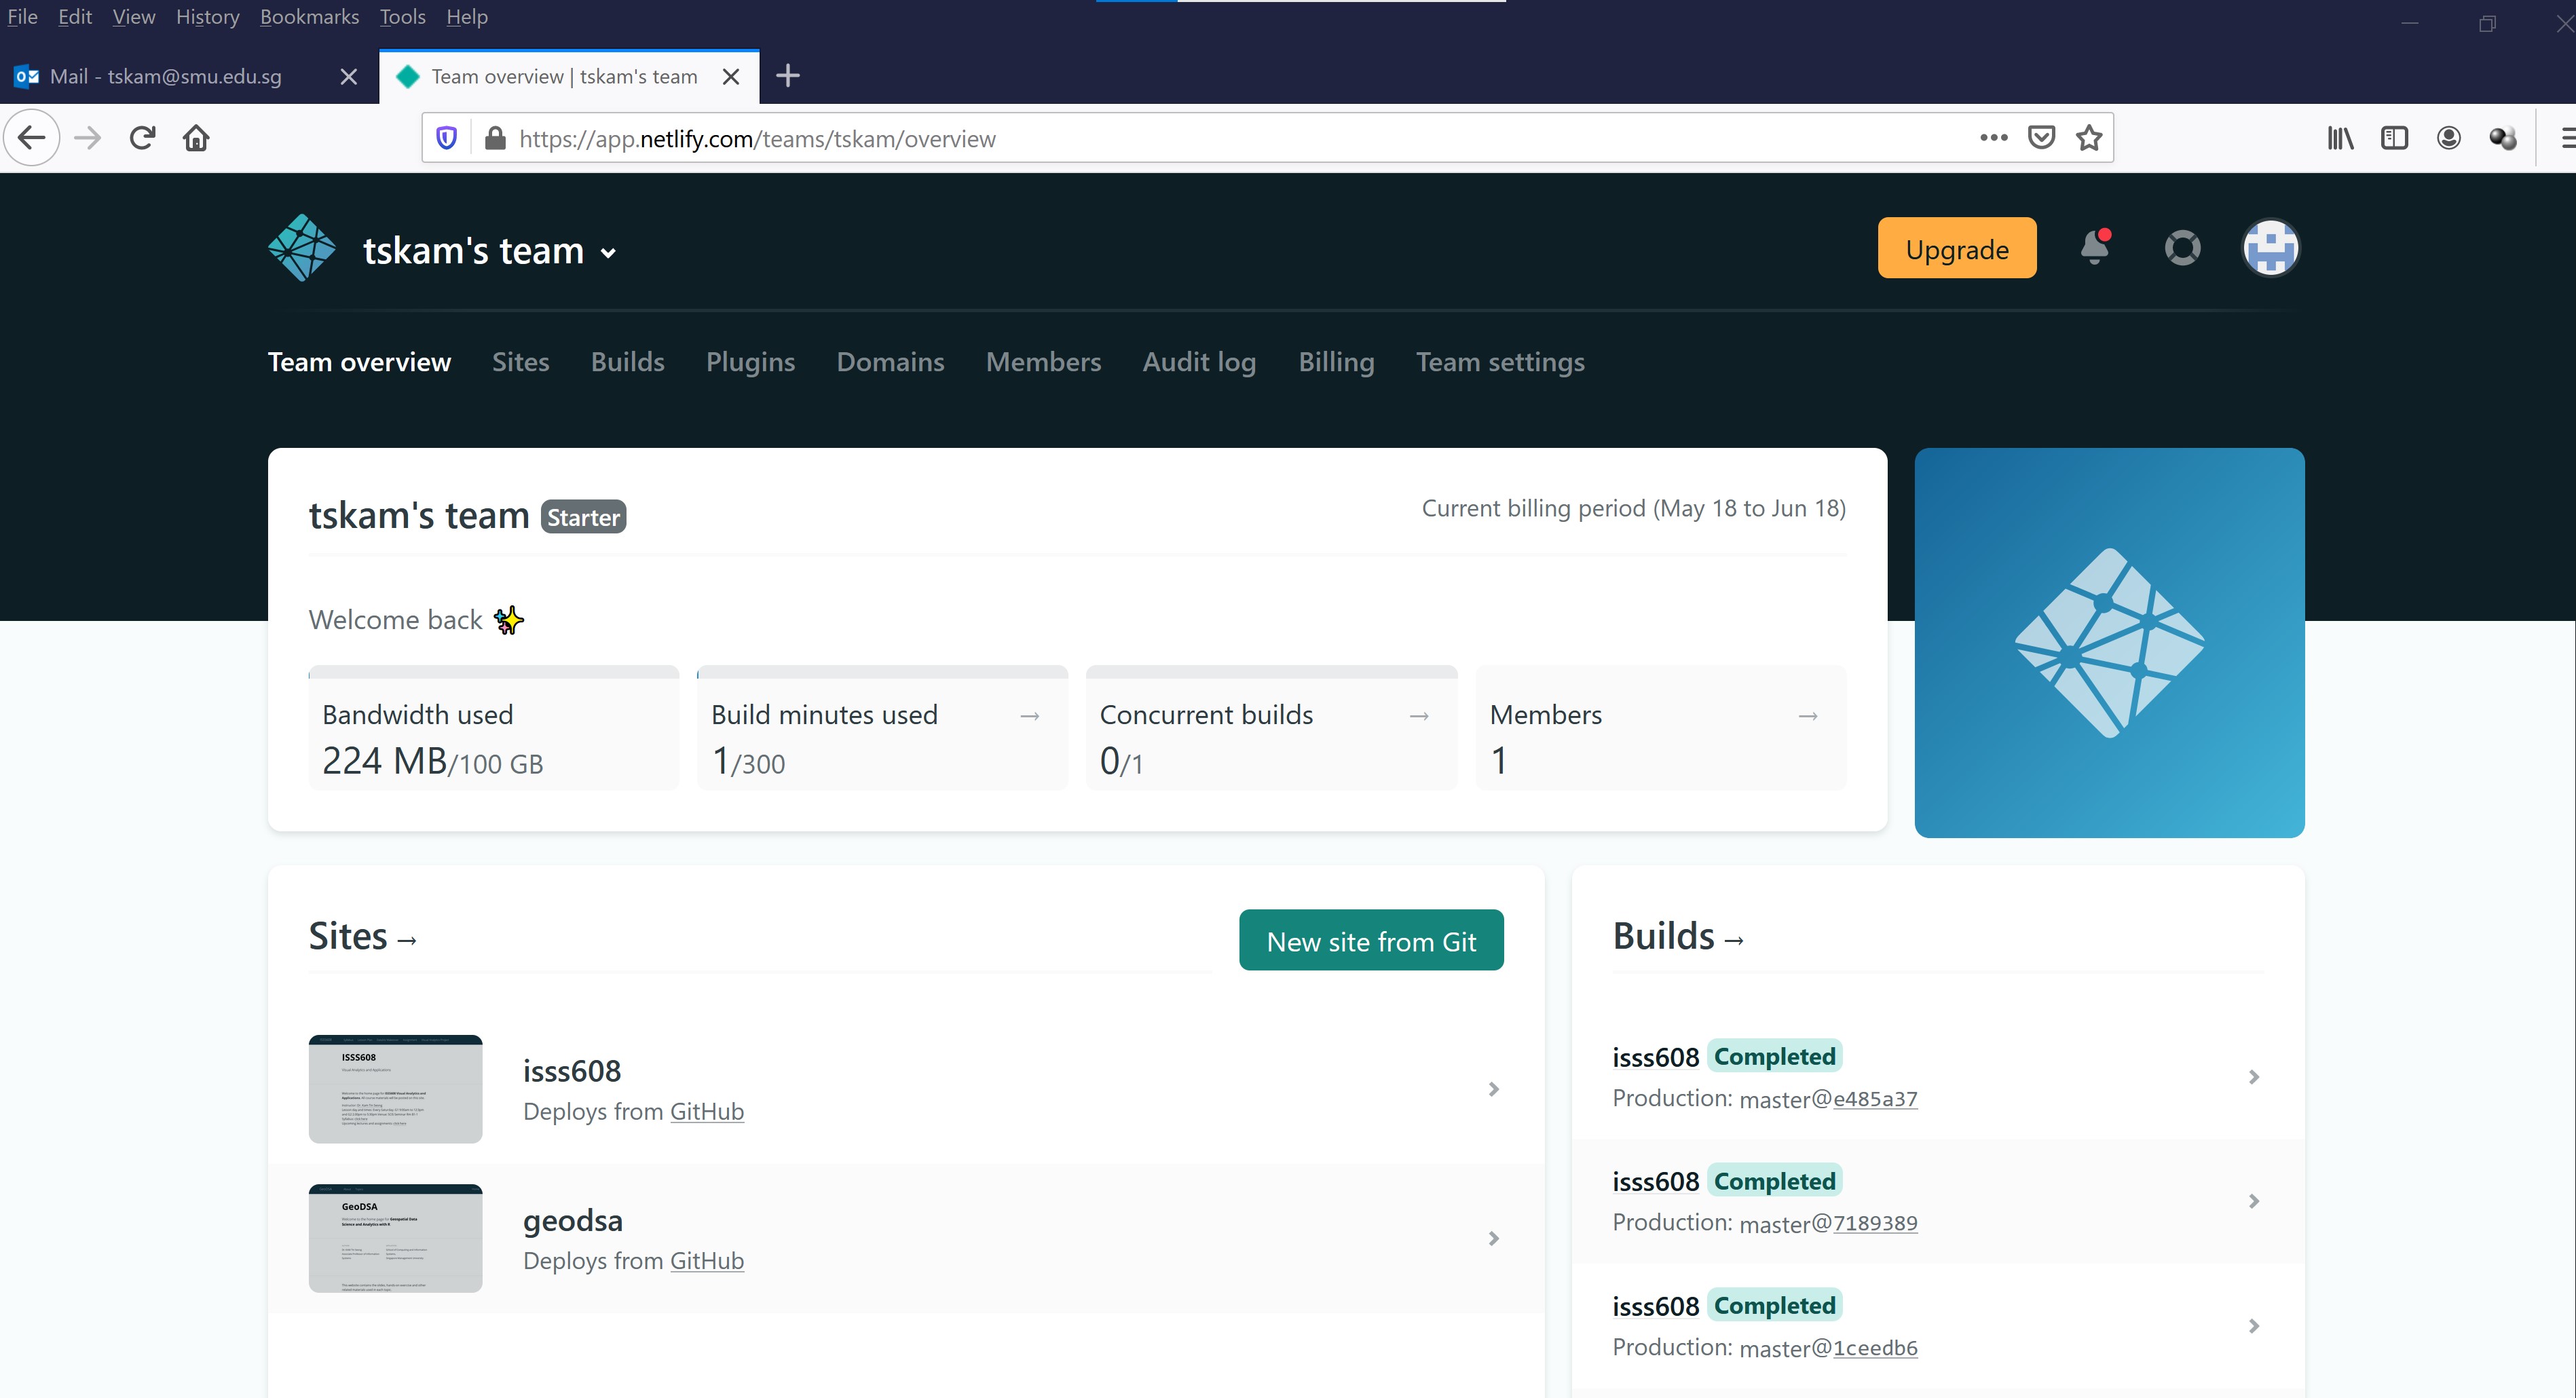 File Edit View History Bookmarks Tools Help
Mail - tskam@smu.edu.sg
Team overview | tskam's team
https://app.netlify.com/teams/tskam/overview
tskam's team
Upgrade
Team overview Sites Builds Plugins Domains Members Audit log Billing Team settings
tskam's team Starter
Current billing period (May 18 to Jun 18)
Welcome back ✨
Bandwidth used
224 MB/100 GB
Build minutes used →
1/300
Concurrent builds →
0/1
Members →
1
Sites →
New site from Git
ISSS608
isss608
Deploys from GitHub
GeoDSA
geodsa
Deploys from GitHub
Builds →
isss608 Completed
Production: master@e485a37
isss608 Completed
Production: master@7189389
isss608 Completed
Production: master@1ceedb6